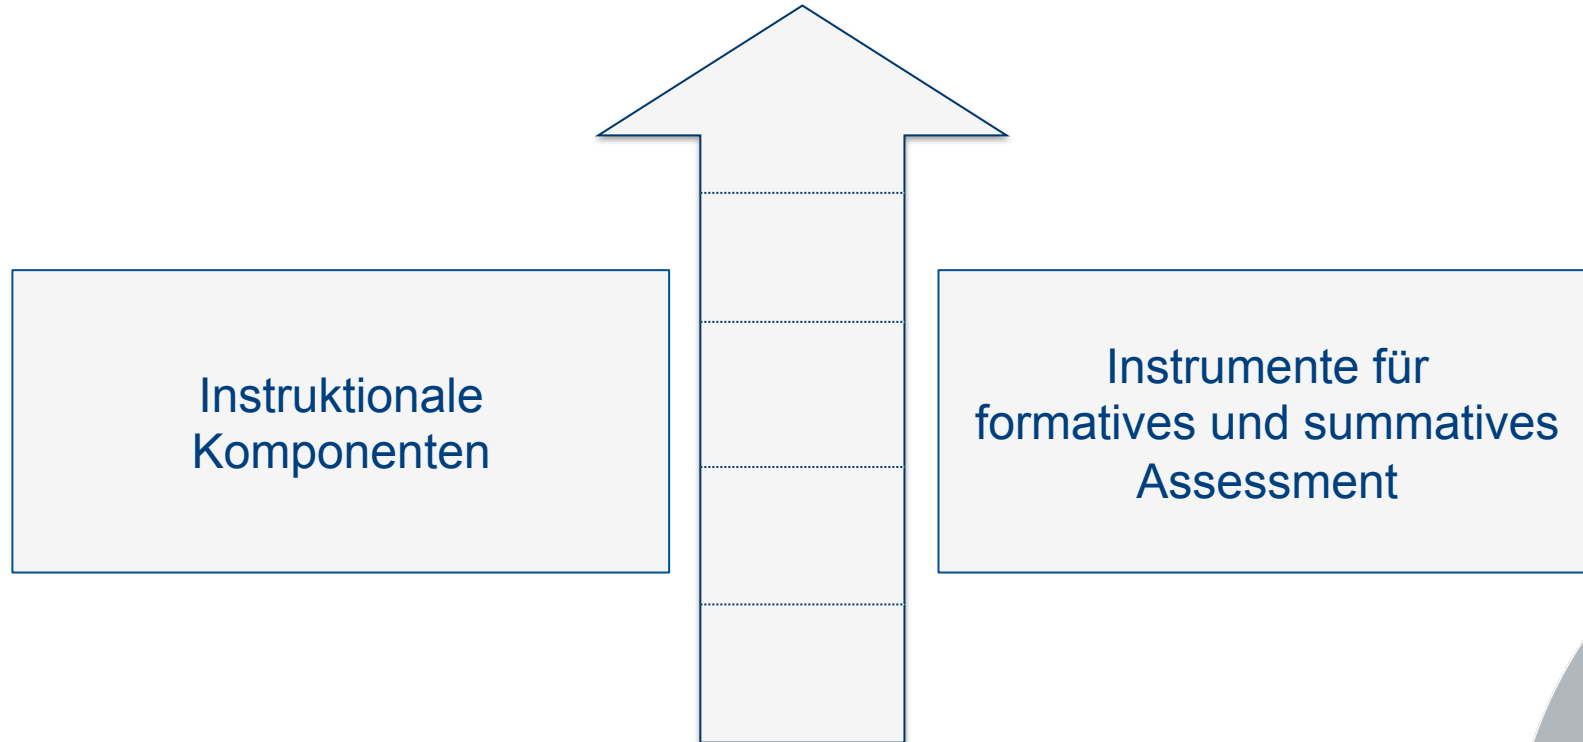 Instruktionale
Komponenten
Instrumente für
formatives und summatives
Assessment